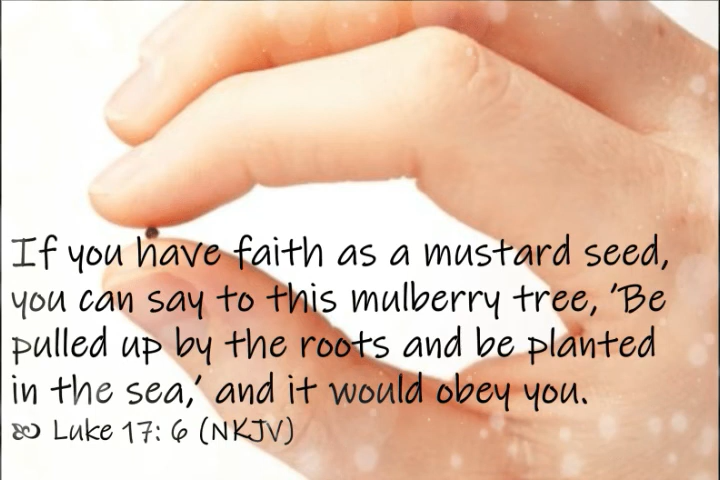 If you have faith as a mustard seed,
you can say to this mulberry tree, 'Be
pulled up by the roots and be planted
in the sea,' and it would obey you.
Luke 17: 6 (NKJV)